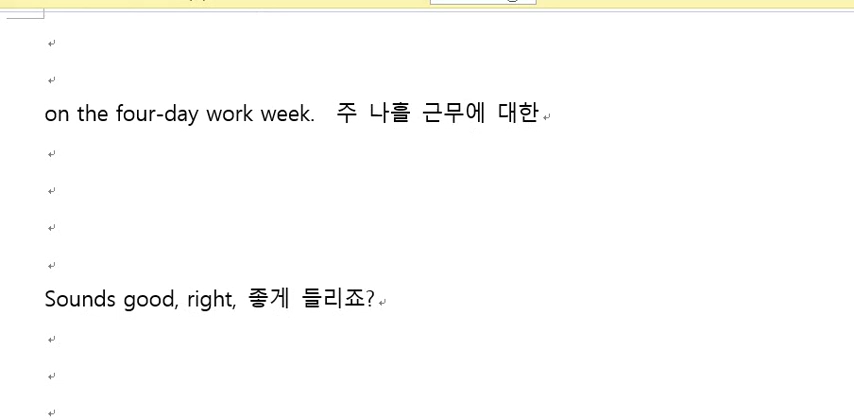 on the four-day work week. 주 나흘 근무에 대한
Sounds good, right, 좋게 들리죠?